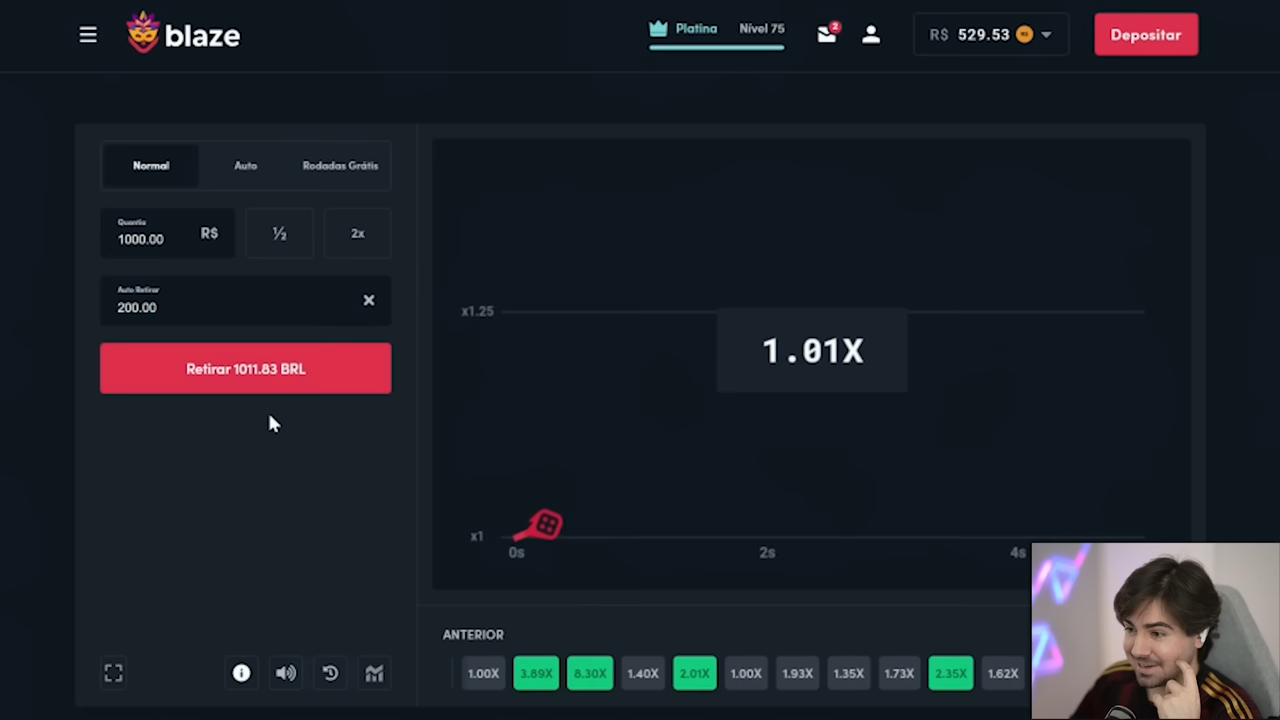 blaze
Platina Nível 75
2
R$ 529.53
Depositar
Normal Auto Rodadas Grátis
Quantia
1000.00 R$ ½ 2x
Auto Retirar
200.00
Retirar 1011.83 BRL
x1.25
1.01X
x1
0s 2s 4s
ANTERIOR
1.00X 3.89X 8.30X 1.40X 2.01X 1.00X 1.93X 1.35X 1.73X 2.35X 1.62X